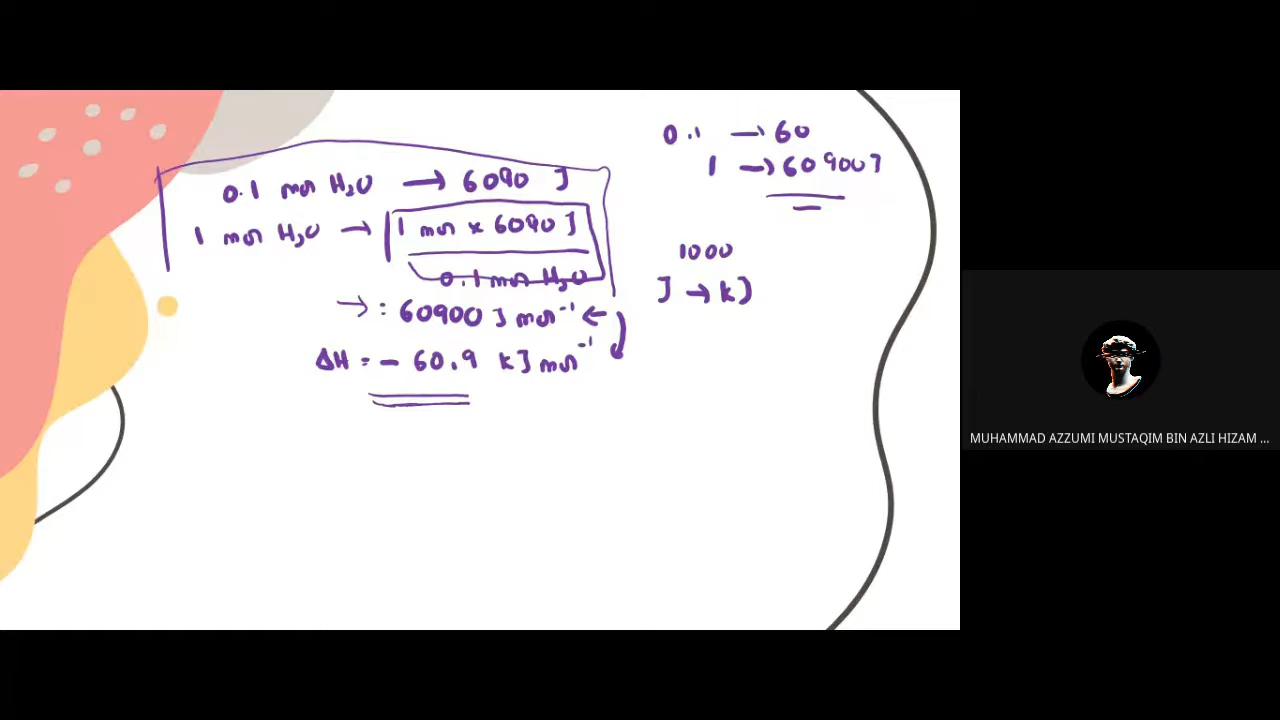 0.1 mol H₂O → 6090 J
1 mol H₂O → 1 mol x 6090 J
0.1 mol H₂O
→ : 60900 J mol⁻¹ ←
ΔH = - 60.9 kJ mol⁻¹
0.1 → 60
1 → 60900J
1000
J → kJ
MUHAMMAD AZZUMI MUSTAQIM BIN AZLI HIZAM ...